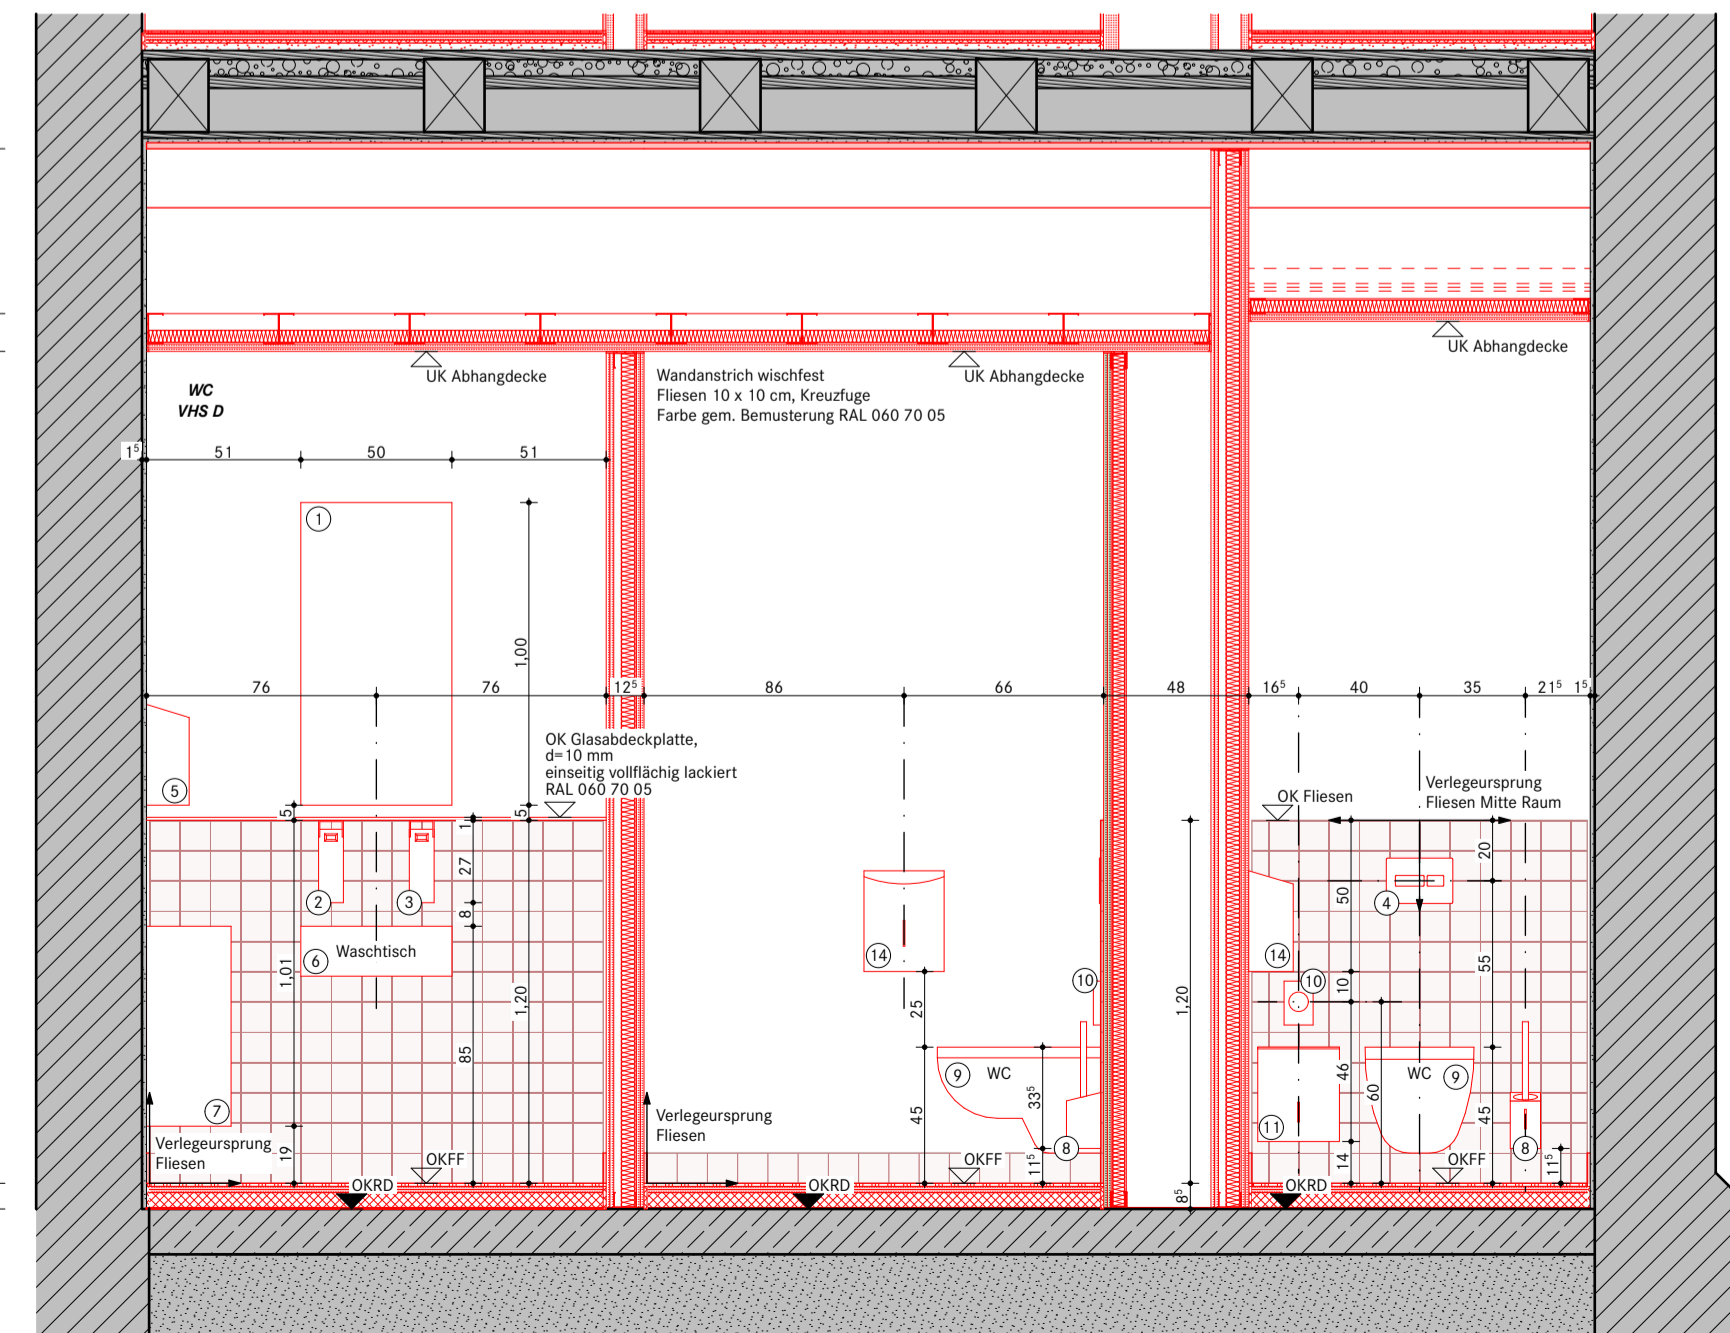 UK Abhangdecke
UK Abhangdecke
UK Abhangdecke
WC
VHS D
Wandanstrich wischfest
Fliesen 10 x 10 cm, Kreuzfuge
Farbe gem. Bemusterung RAL 060 70 05
1⁵ 51 50 51
1
1,00
76 76 12⁵ 86 66 48 16⁵ 40 35 21⁵ 1⁵
OK Glasabdeckplatte,
d=10 mm
einseitig vollflächig lackiert
RAL 060 70 05
5
5
5
1
27
8
2
3
6
Waschtisch
1,01
1,20
85
7
19
Verlegeursprung
Fliesen
OKFF
OKRD
14
25
10
9
WC
33⁵
45
8
11⁵
Verlegeursprung
Fliesen
OKFF
OKRD
1,20
8⁵
Verlegeursprung
Fliesen Mitte Raum
OK Fliesen
20
50
4
14
55
10
10
46
60
WC
9
45
11
8
14
11⁵
OKFF
OKRD